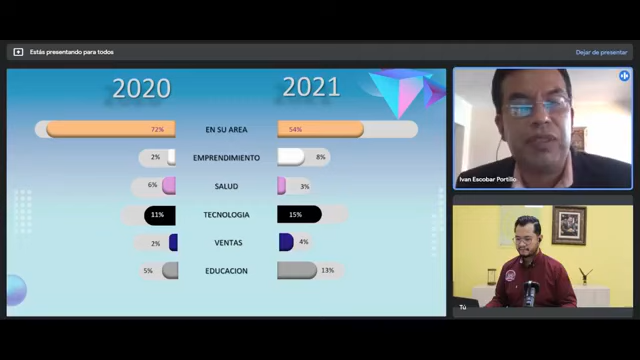 Estás presentando para todos
Dejar de presentar
2020
2021
72%
EN SU AREA
54%
2%
EMPRENDIMIENTO
8%
6%
SALUD
3%
11%
TECNOLOGIA
15%
2%
VENTAS
4%
5%
EDUCACION
13%
Ivan Escobar Portillo
Tú